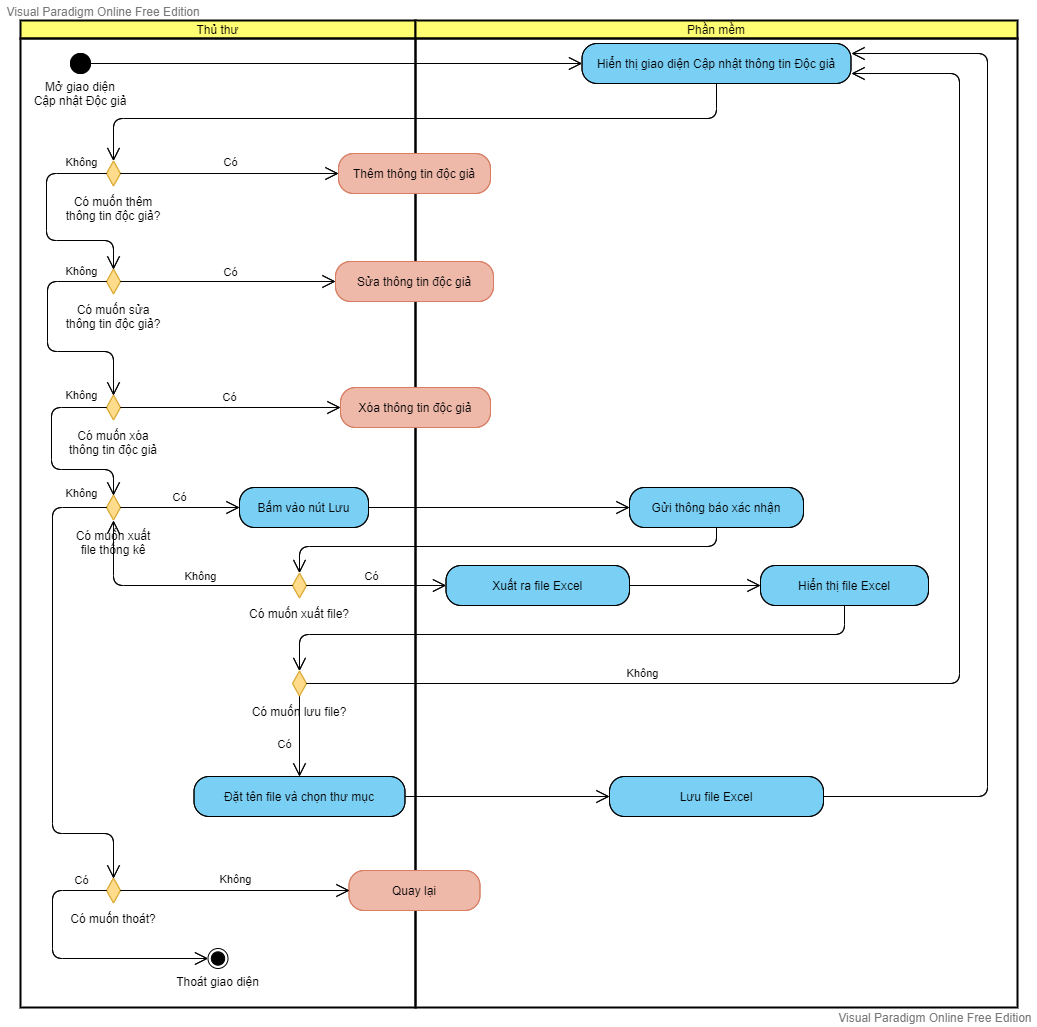 Visual Paradigm Online Free Edition
Thủ thư
Phần mềm
Hiển thị giao diện Cập nhật thông tin Độc giả
Mở giao diện
Cập nhật Độc giả
Không
Có
Thêm thông tin độc giả
Có muốn thêm
thông tin độc giả?
Không
Có
Sửa thông tin độc giả
Có muốn sửa
thông tin độc giả?
Không
Có
Xóa thông tin độc giả
Có muốn xóa
thông tin độc giả
Không
Có
Bấm vào nút Lưu
Gửi thông báo xác nhận
Có muốn xuất
file thống kê
Không
Có
Xuất ra file Excel
Hiển thị file Excel
Có muốn xuất file?
Không
Có muốn lưu file?
Có
Đặt tên file và chọn thư mục
Lưu file Excel
Có
Không
Quay lại
Có muốn thoát?
Thoát giao diện
Visual Paradigm Online Free Edition